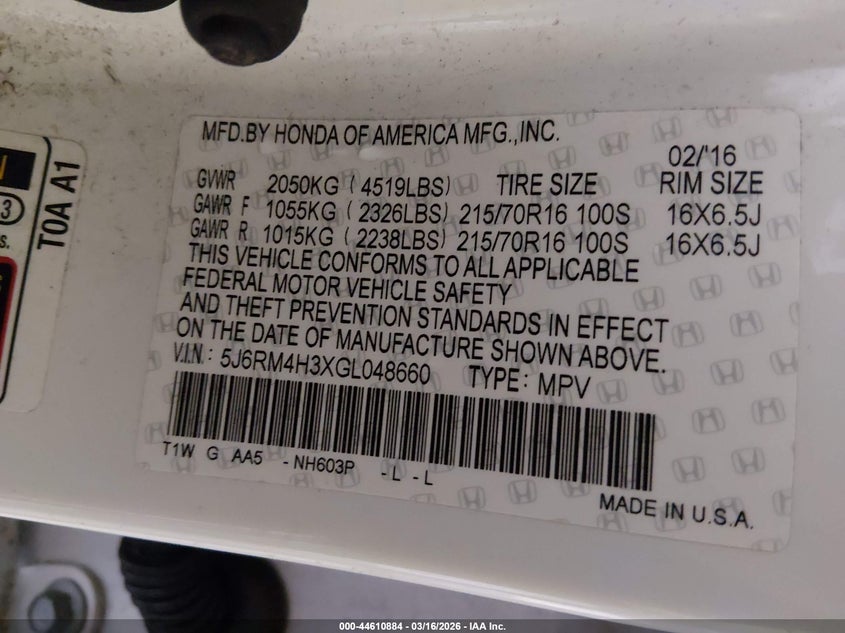 MFD.BY HONDA OF AMERICA MFG.,INC.
02/'16
GVWR 2050KG ( 4519LBS) TIRE SIZE RIM SIZE
GAWR F 1055KG ( 2326LBS) 215/70R16 100S 16X6.5J
GAWR R 1015KG ( 2238LBS) 215/70R16 100S 16X6.5J
THIS VEHICLE CONFORMS TO ALL APPLICABLE
FEDERAL MOTOR VEHICLE SAFETY
AND THEFT PREVENTION STANDARDS IN EFFECT
ON THE DATE OF MANUFACTURE SHOWN ABOVE.
V.I.N: 5J6RM4H3XGL048660 TYPE: MPV
T1W G AA5 -NH603P -L -L
MADE IN U.S.A.
T0A A1
3
s.
000-44610884 - 03/16/2026 - IAA Inc.